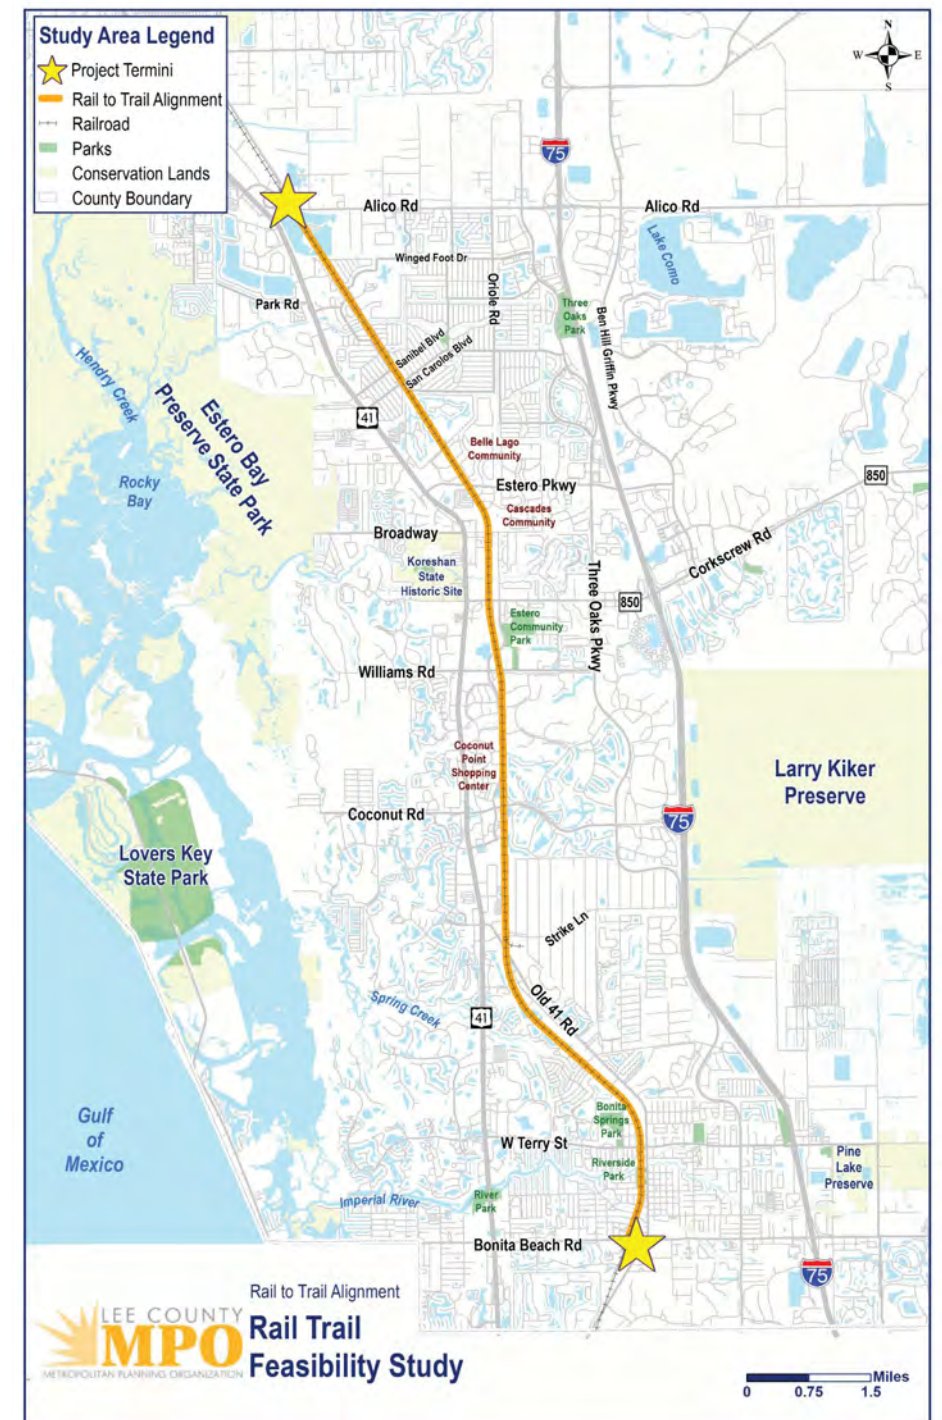 Study Area Legend
Project Termini
Rail to Trail Alignment
Railroad
Parks
Conservation Lands
County Boundary
N
W
E
S
75
Alico Rd
Alico Rd
Lake Como
Winged Foot Dr
Oriole Rd
Park Rd
Three
Oaks
Park
Ben Hill Griffin Pkwy
Sanibel Blvd
San Carolos Blvd
Hendry Creek
Estero Bay
Preserve State Park
41
Belle Lago
Community
850
Rocky
Bay
Estero Pkwy
Cascades
Community
Broadway
Corkscrew Rd
Koreshan
State
Historic Site
Three Oaks Pkwy
850
Estero
Community
Park
Williams Rd
Coconut
Point
Shopping
Center
Larry Kiker
Preserve
Coconut Rd
75
Lovers Key
State Park
Strike Ln
Spring Creek
Old 41 Rd
41
Gulf
of
Mexico
Bonita
Springs
Park
W Terry St
Riverside
Park
Pine
Lake
Preserve
Imperial River
River
Park
Bonita Beach Rd
75
LEE COUNTY
MPO
METROPOLITAN PLANNING ORGANIZATION
Rail to Trail Alignment
Rail Trail
Feasibility Study
Miles
0 0.75 1.5